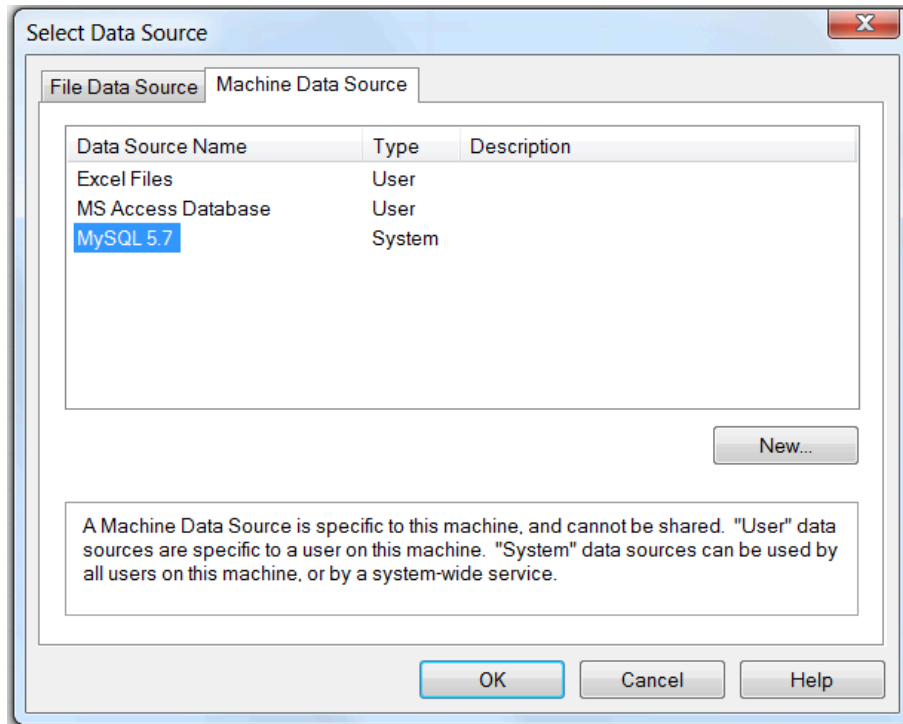 Select Data Source
File Data Source Machine Data Source
Data Source Name Type Description
Excel Files User
MS Access Database User
MySQL 5.7 System
New...
A Machine Data Source is specific to this machine, and cannot be shared. "User" data
sources are specific to a user on this machine. "System" data sources can be used by
all users on this machine, or by a system-wide service.
OK Cancel Help